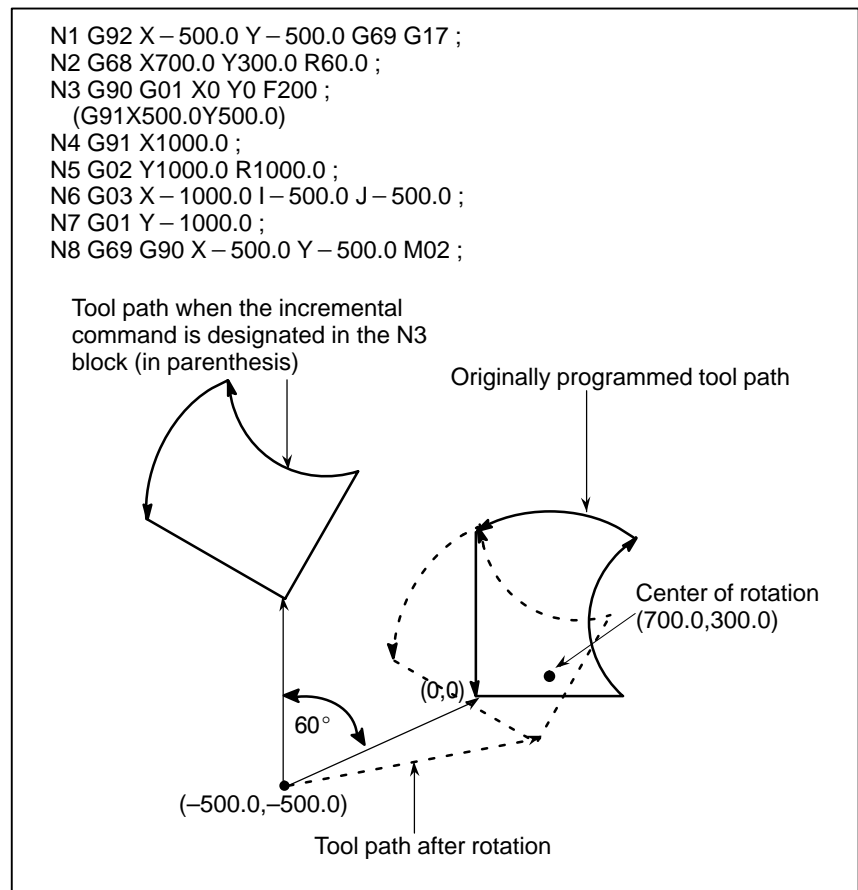 N1 G92 X – 500.0 Y – 500.0 G69 G17 ;
N2 G68 X700.0 Y300.0 R60.0 ;
N3 G90 G01 X0 Y0 F200 ;
(G91X500.0Y500.0)
N4 G91 X1000.0 ;
N5 G02 Y1000.0 R1000.0 ;
N6 G03 X – 1000.0 I – 500.0 J – 500.0 ;
N7 G01 Y – 1000.0 ;
N8 G69 G90 X – 500.0 Y – 500.0 M02 ;
Tool path when the incremental
command is designated in the N3
block (in parenthesis)
Originally programmed tool path
Center of rotation
(700.0,300.0)
(0,0)
60°
(–500.0,–500.0)
Tool path after rotation